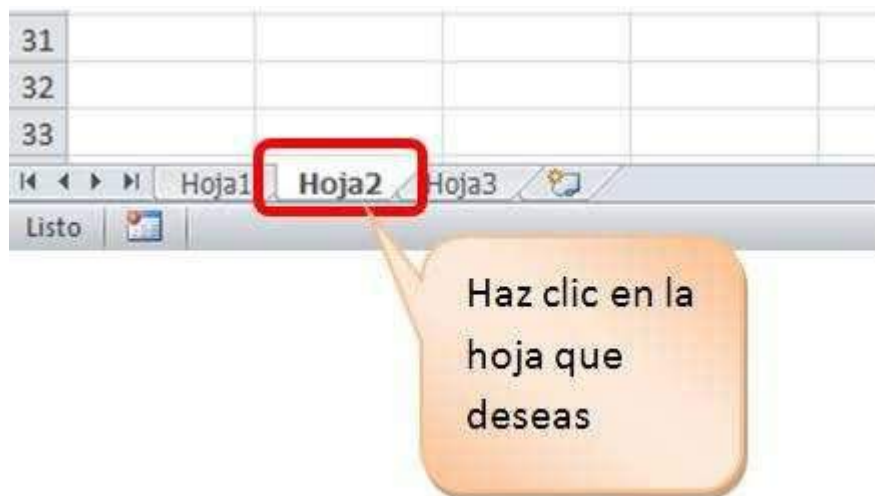 31
32
33
Hoja1 Hoja2 Hoja3
Listo
Haz clic en la
hoja que
deseas